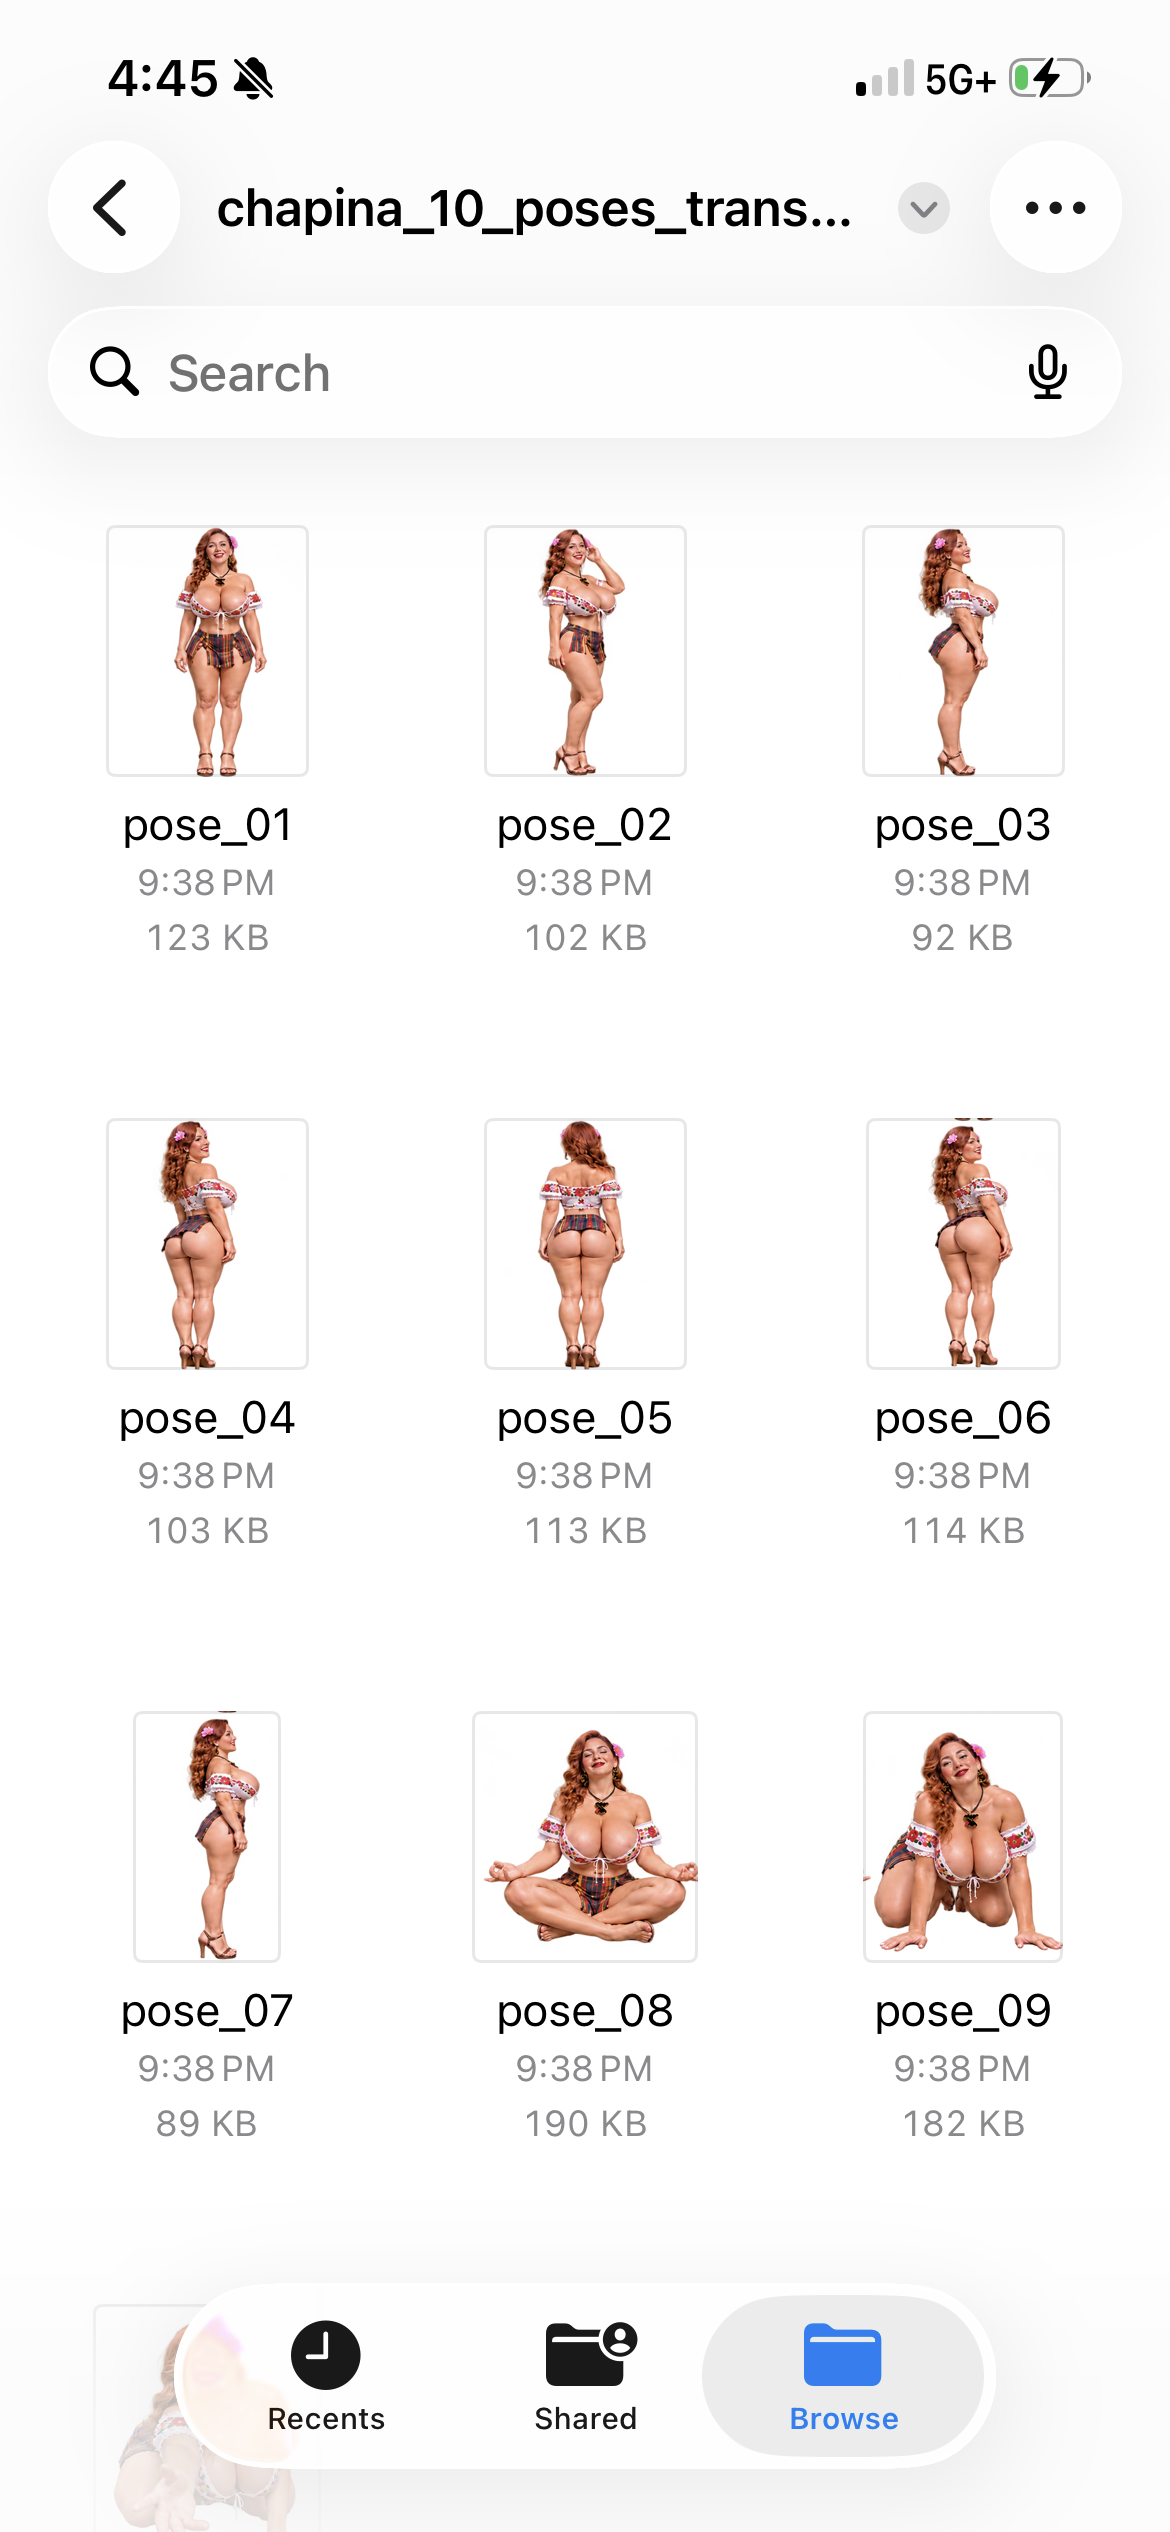 4:45
5G+
chapina_10_poses_trans...
Search
pose_01
9:38 PM
123 KB
pose_02
9:38 PM
102 KB
pose_03
9:38 PM
92 KB
pose_04
9:38 PM
103 KB
pose_05
9:38 PM
113 KB
pose_06
9:38 PM
114 KB
pose_07
9:38 PM
89 KB
pose_08
9:38 PM
190 KB
pose_09
9:38 PM
182 KB
Recents
Shared
Browse